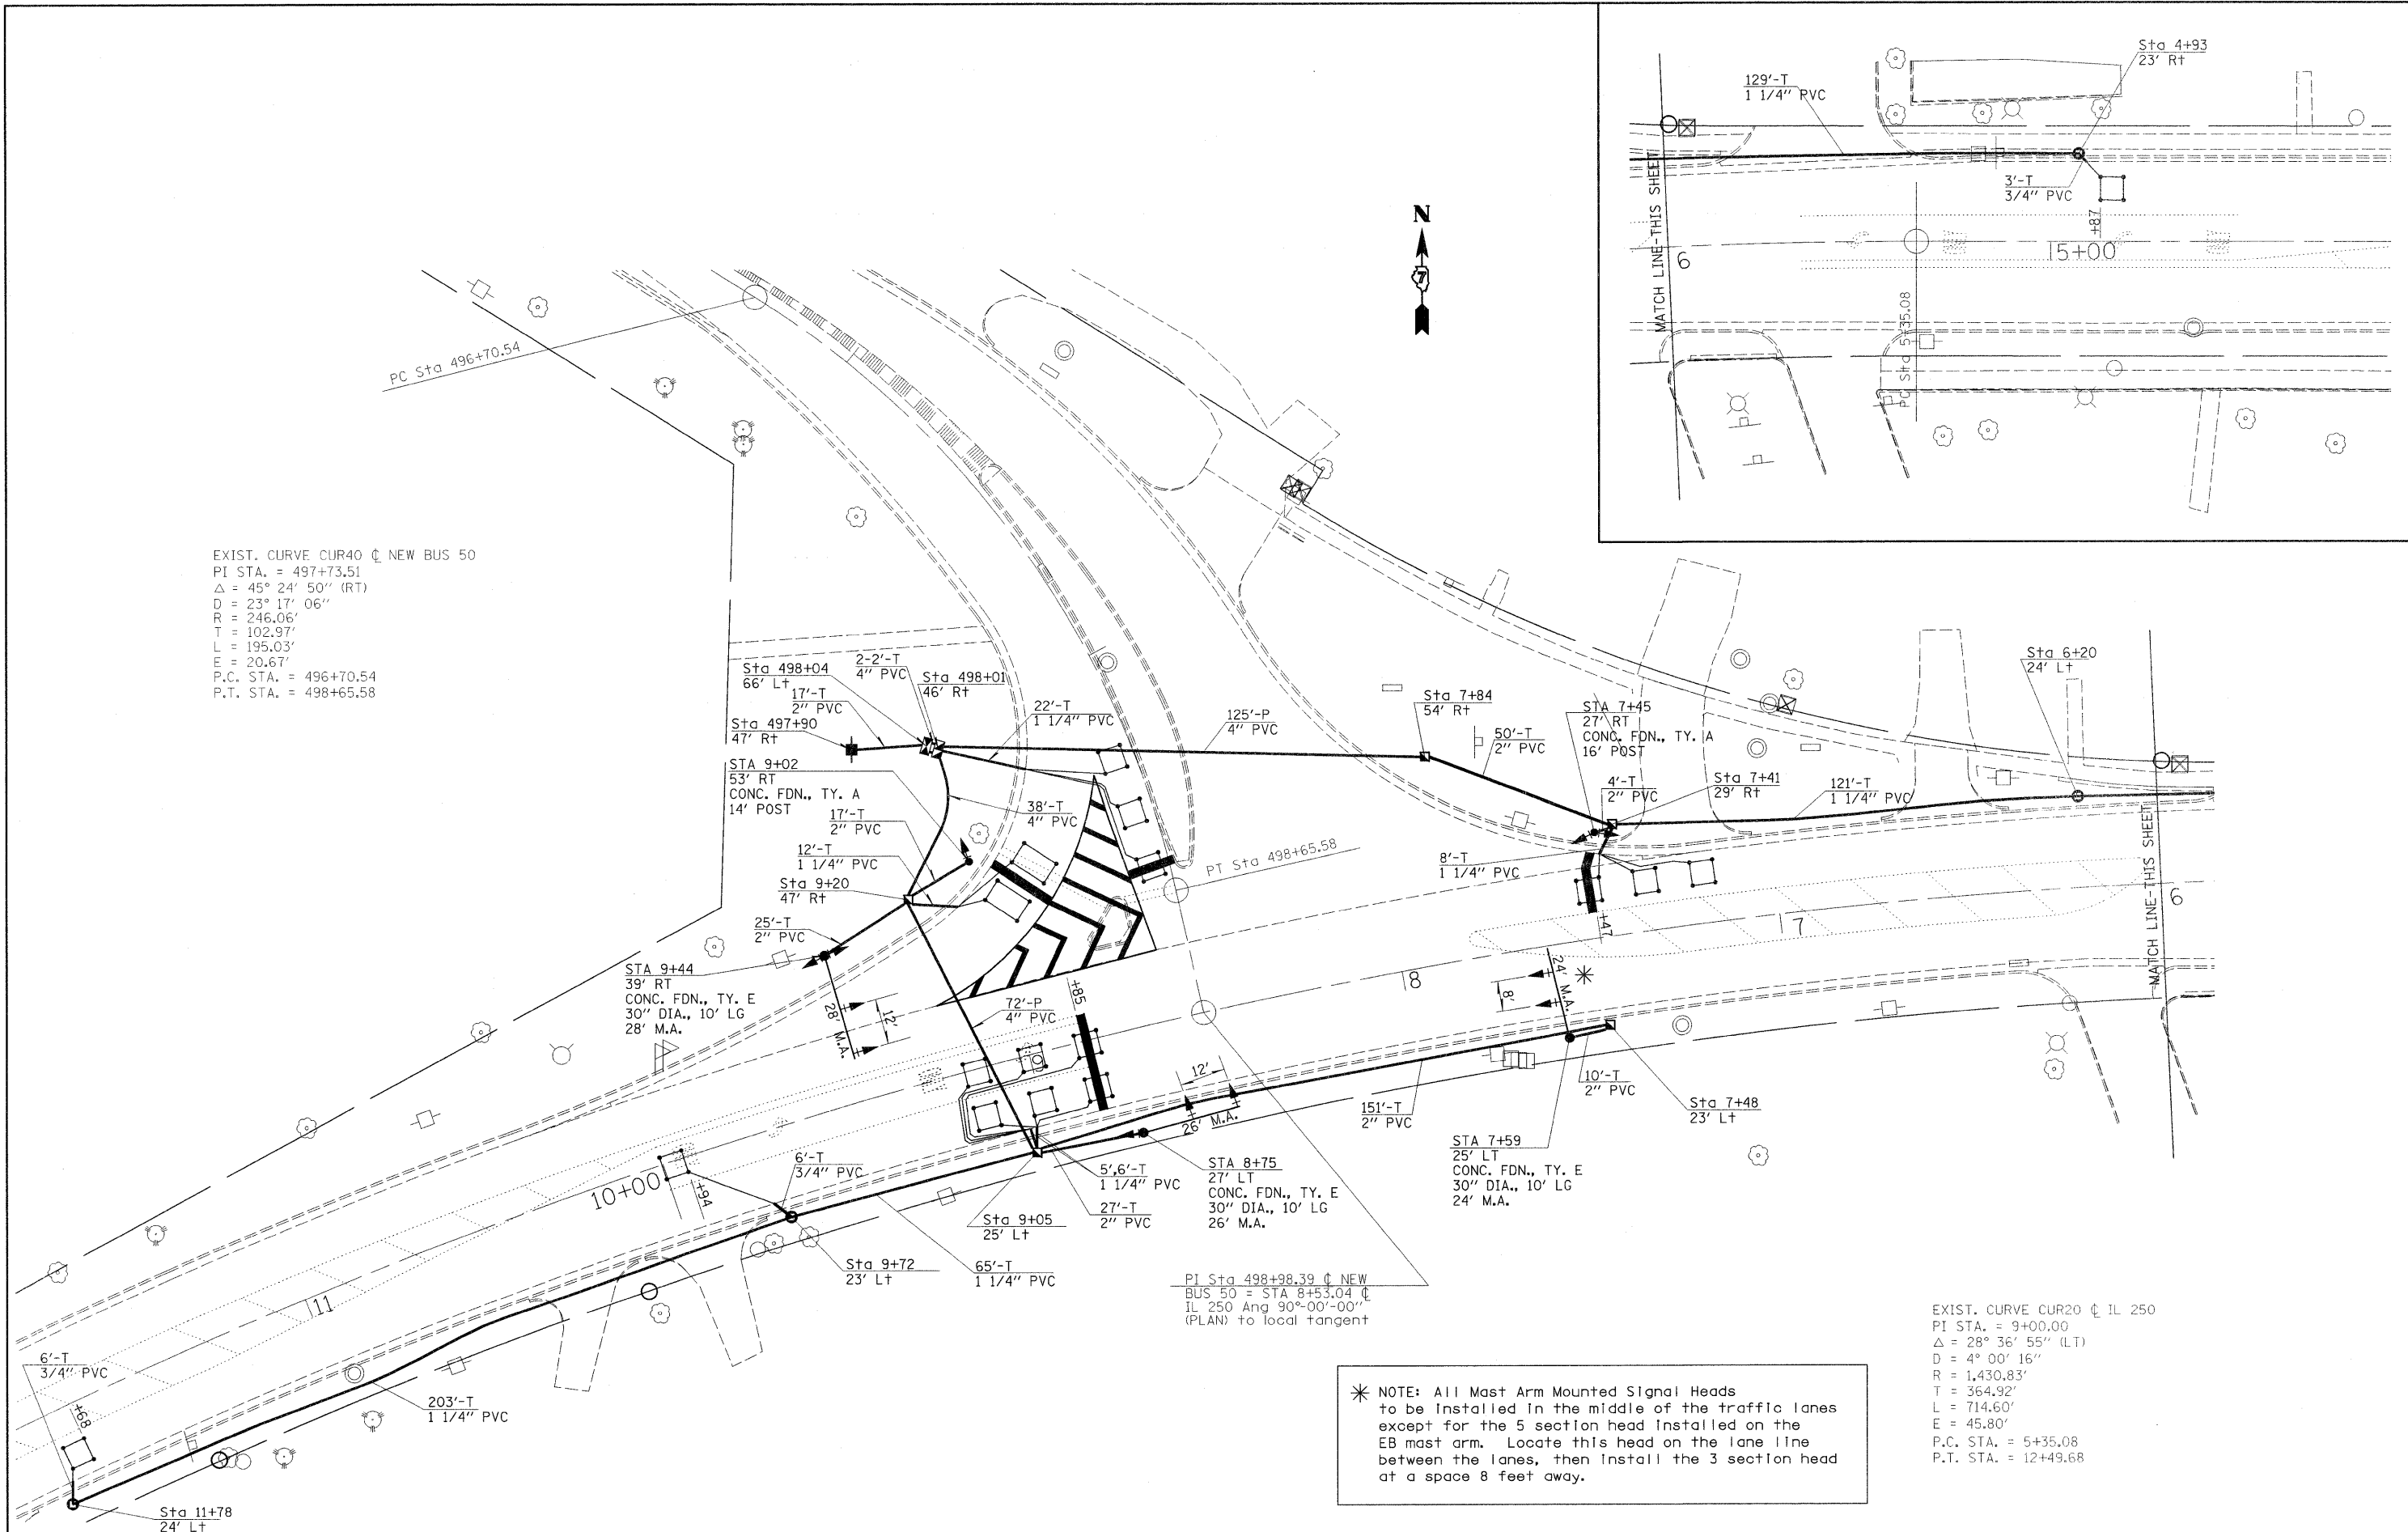 Sta 4+93
23' Rt
129'-T
1 1/4" PVC
3'-T
3/4" PVC
+87
15+00
6
MATCH LINE-THIS SHEET
PC Sta 5+35.08
N
7
PC Sta 496+70.54
EXIST. CURVE CUR40 ℄ NEW BUS 50
PI STA. = 497+73.51
Δ = 45° 24' 50" (RT)
D = 23° 17' 06"
R = 246.06'
T = 102.97'
L = 195.03'
E = 20.67'
P.C. STA. = 496+70.54
P.T. STA. = 498+65.58
Sta 498+04
66' Lt
2-2'-T
4" PVC
Sta 498+01
46' Rt
17'-T
2" PVC
Sta 497+90
47' Rt
22'-T
1 1/4" PVC
125'-P
4" PVC
Sta 7+84
54' Rt
50'-T
2" PVC
STA 7+45
27' RT
CONC. FDN., TY. A
16' POST
4'-T
2" PVC
Sta 7+41
29' Rt
121'-T
1 1/4" PVC
Sta 6+20
24' Lt
STA 9+02
53' RT
CONC. FDN., TY. A
14' POST
38'-T
4" PVC
17'-T
2" PVC
12'-T
1 1/4" PVC
Sta 9+20
47' Rt
PT Sta 498+65.58
8'-T
1 1/4" PVC
+47
MATCH LINE-THIS SHEET
6
7
8
25'-T
2" PVC
STA 9+44
39' RT
CONC. FDN., TY. E
30" DIA., 10' LG
28' M.A.
28' M.A.
12'
72'-P
4" PVC
+85
24' M.A.
8'
12'
26' M.A.
151'-T
2" PVC
10'-T
2" PVC
Sta 7+48
23' Lt
STA 7+59
25' LT
CONC. FDN., TY. E
30" DIA., 10' LG
24' M.A.
10+00
+94
6'-T
3/4" PVC
5',6'-T
1 1/4" PVC
27'-T
2" PVC
STA 8+75
27' LT
CONC. FDN., TY. E
30" DIA., 10' LG
26' M.A.
Sta 9+05
25' Lt
Sta 9+72
23' Lt
65'-T
1 1/4" PVC
PI Sta 498+98.39 ℄ NEW
BUS 50 = STA 8+53.04 ℄
IL 250 Ang 90°-00'-00"
(PLAN) to local tangent
11
6'-T
3/4" PVC
+68
203'-T
1 1/4" PVC
Sta 11+78
24' Lt
NOTE: All Mast Arm Mounted Signal Heads
to be installed in the middle of the traffic lanes
except for the 5 section head installed on the
EB mast arm. Locate this head on the lane line
between the lanes, then install the 3 section head
at a space 8 feet away.
EXIST. CURVE CUR20 ℄ IL 250
PI STA. = 9+00.00
Δ = 28° 36' 55" (LT)
D = 4° 00' 16"
R = 1,430.83'
T = 364.92'
L = 714.60'
E = 45.80'
P.C. STA. = 5+35.08
P.T. STA. = 12+49.68